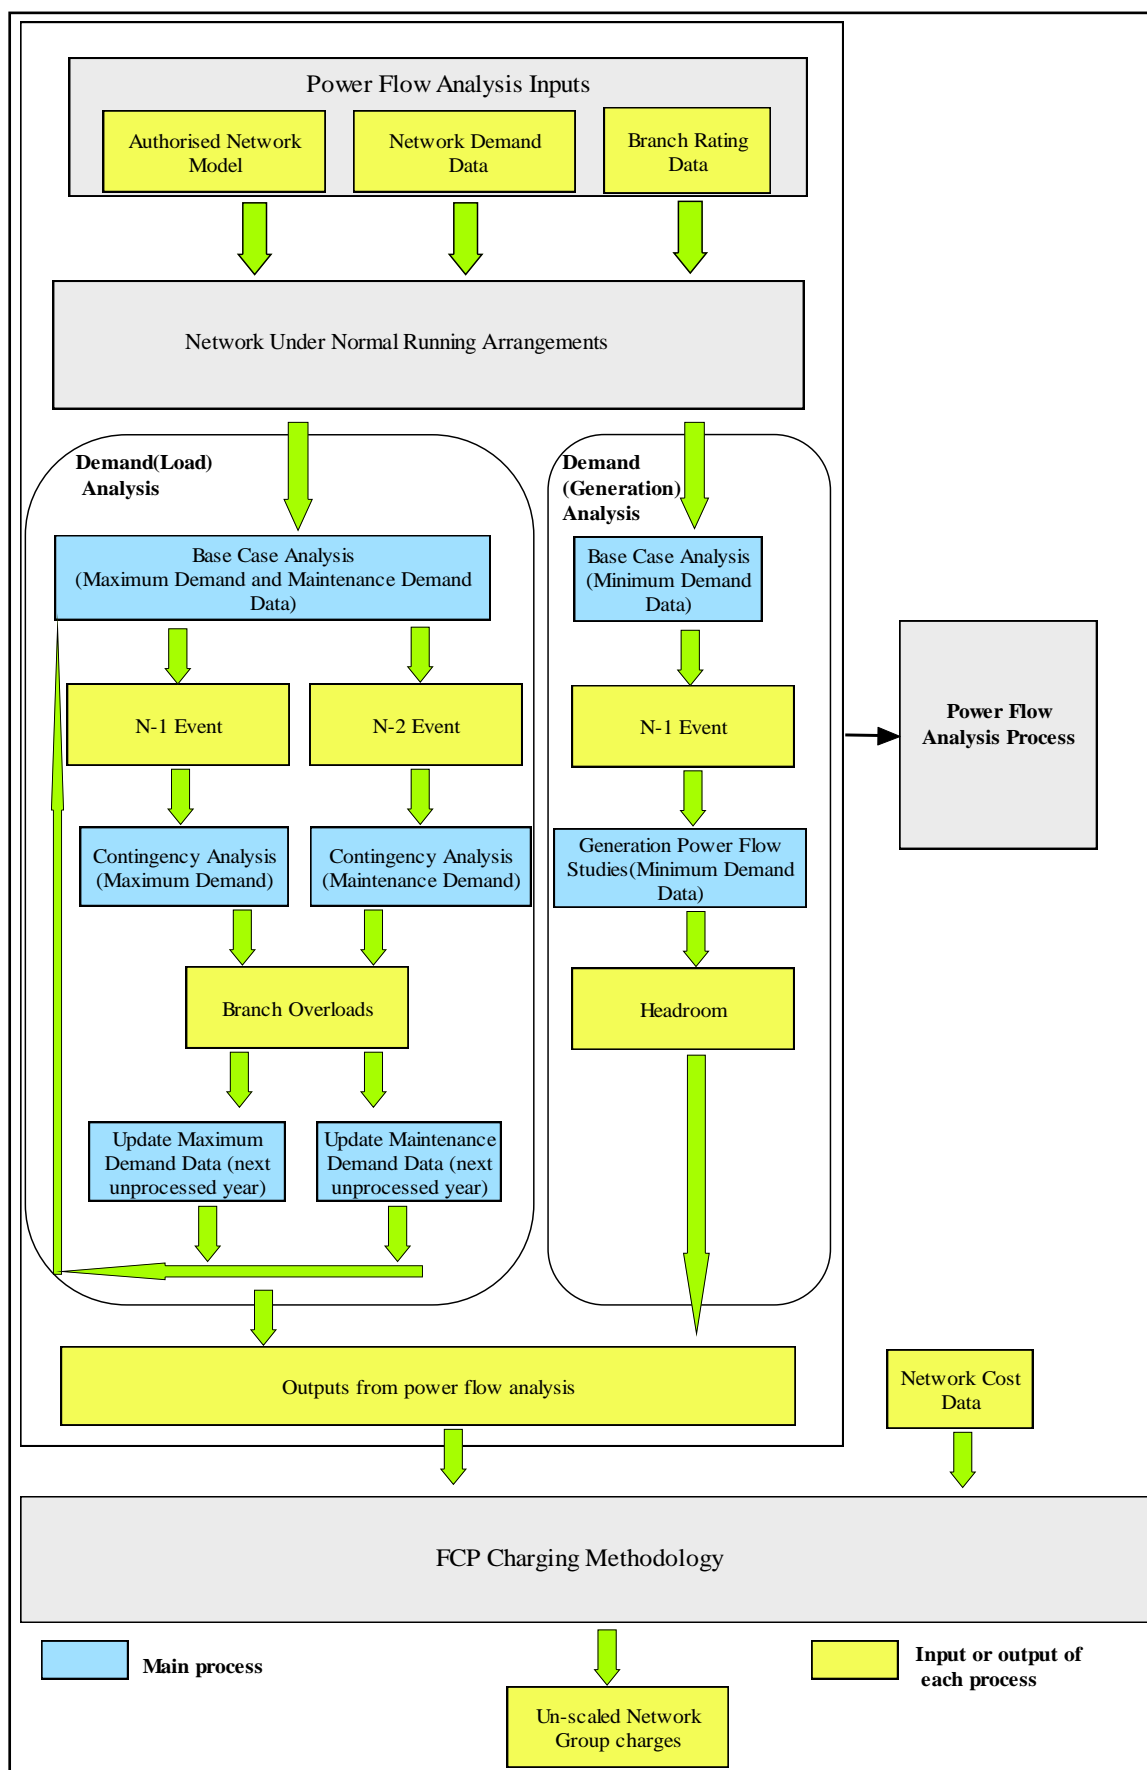 Power Flow Analysis Inputs
Authorised Network
Model
Network Demand
Data
Branch Rating
Data
Network Under Normal Running Arrangements
Demand(Load)
Analysis
Demand
(Generation)
Analysis
Base Case Analysis
(Maximum Demand and Maintenance Demand
Data)
Base Case Analysis
(Minimum Demand
Data)
N-1 Event
N-2 Event
N-1 Event
Power Flow
Analysis Process
Contingency Analysis
(Maximum Demand)
Contingency Analysis
(Maintenance Demand)
Generation Power Flow
Studies(Minimum Demand
Data)
Branch Overloads
Headroom
Update Maximum
Demand Data (next
unprocessed year)
Update Maintenance
Demand Data (next
unprocessed year)
Outputs from power flow analysis
Network Cost
Data
FCP Charging Methodology
Main process
Input or output of
each process
Un-scaled Network
Group charges